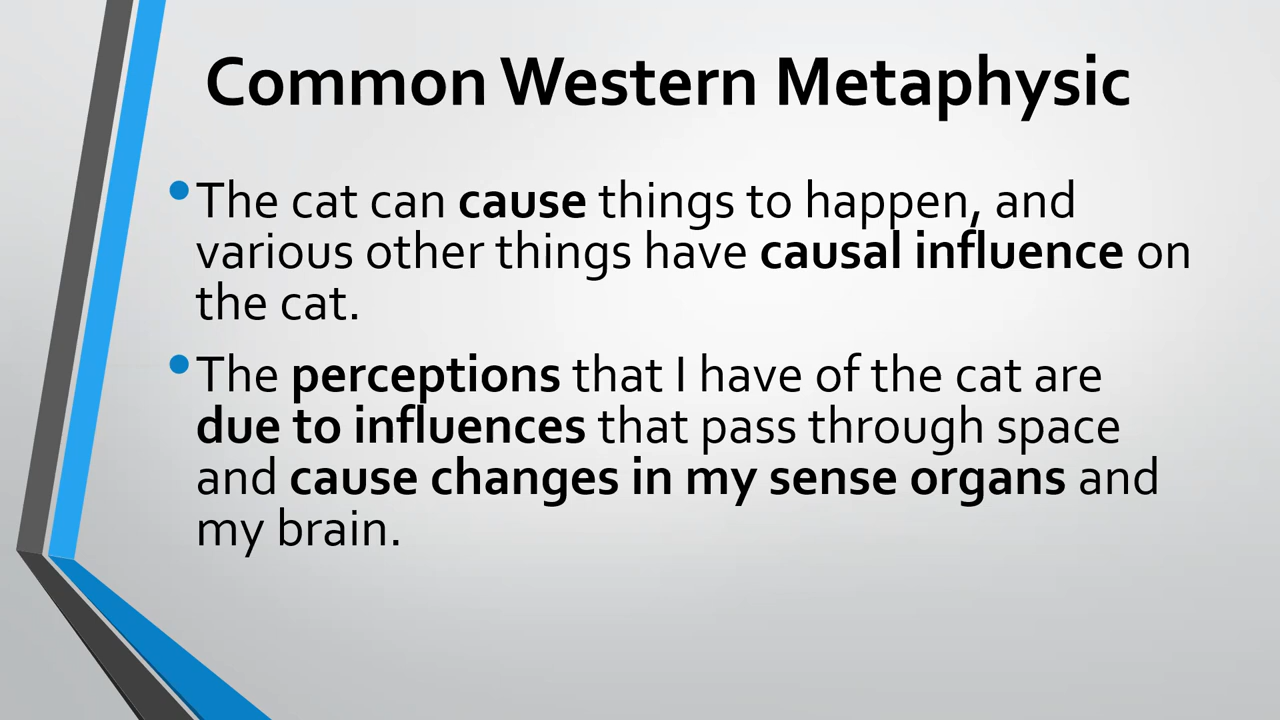 Common Western Metaphysic
• The cat can cause things to happen, and
various other things have causal influence on
the cat.
• The perceptions that I have of the cat are
due to influences that pass through space
and cause changes in my sense organs and
my brain.